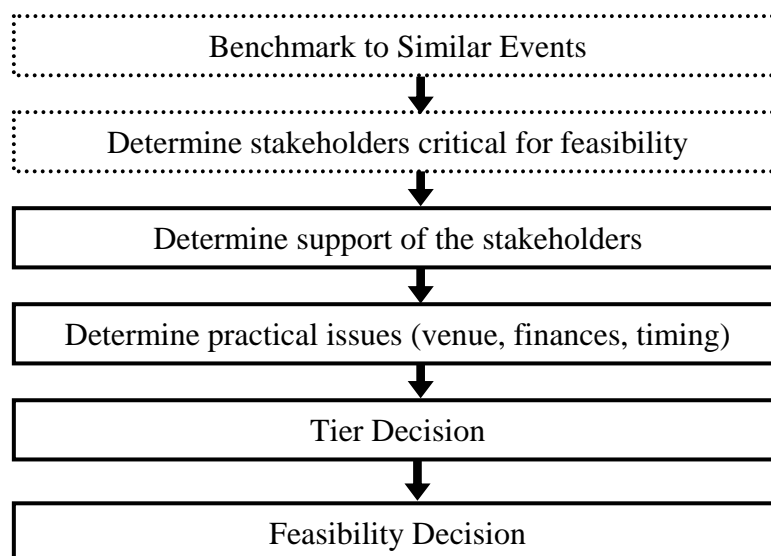 Benchmark to Similar Events
Determine stakeholders critical for feasibility
Determine support of the stakeholders
Determine practical issues (venue, finances, timing)
Tier Decision
Feasibility Decision